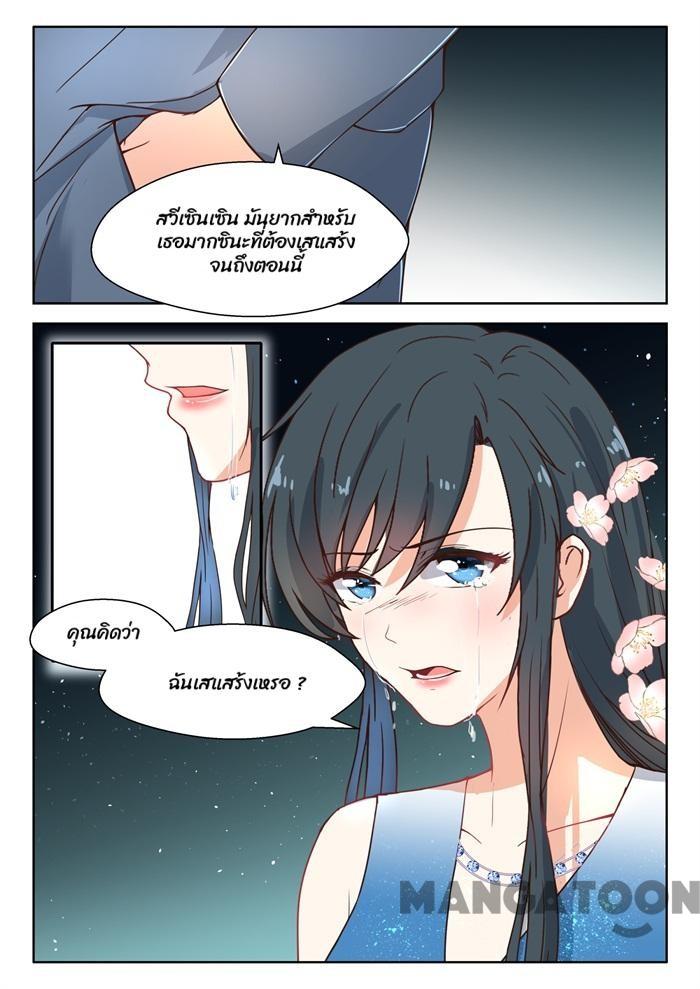 สวีเซินเซิน มันยากสำหรับ
เธอมากซินะที่ต้องเสแสร้ง
จนถึงตอนนี้
คุณคิดว่า
ฉันเสแสร้งเหรอ ?
MANGATOON